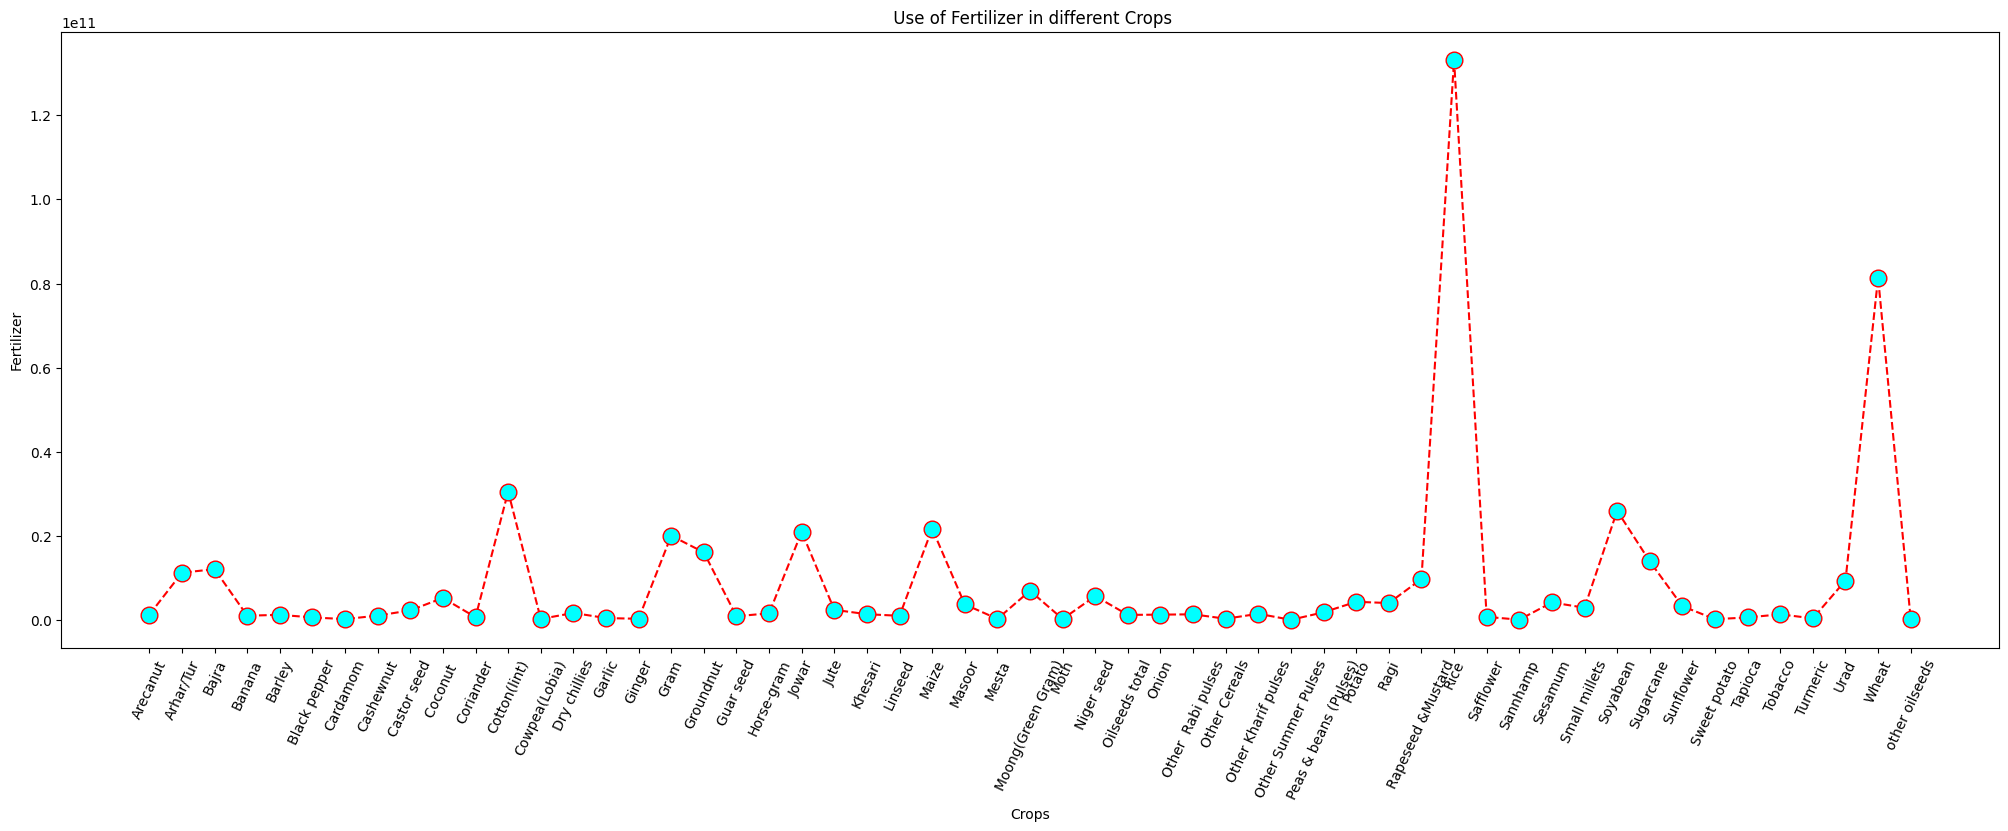 Use of Fertilizer in different Crops
1e11
1.2
1.0
0.8
0.6
0.4
0.2
0.0
Fertilizer
Arecanut
Arhar/Tur
Bajra
Banana
Barley
Black pepper
Cardamom
Cashewnut
Castor seed
Coconut
Coriander
Cotton(lint)
Cowpea(Lobia)
Dry chillies
Garlic
Ginger
Gram
Groundnut
Guar seed
Horse-gram
Jowar
Jute
Khesari
Linseed
Maize
Masoor
Mesta
Moong(Green Gram)
Moth
Niger seed
Oilseeds total
Onion
Other  Rabi pulses
Other Cereals
Other Kharif pulses
Other Summer Pulses
Peas & beans (Pulses)
Potato
Ragi
Rapeseed &Mustard
Rice
Safflower
Sannhamp
Sesamum
Small millets
Soyabean
Sugarcane
Sunflower
Sweet potato
Tapioca
Tobacco
Turmeric
Urad
Wheat
other oilseeds
Crops